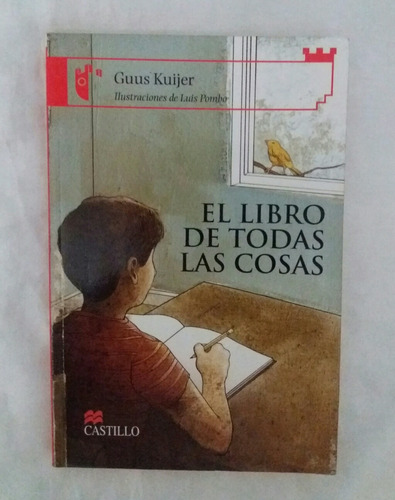 Guus Kuijer
Ilustraciones de Luis Pombo
EL LIBRO
DE TODAS
LAS COSAS
CASTILLO